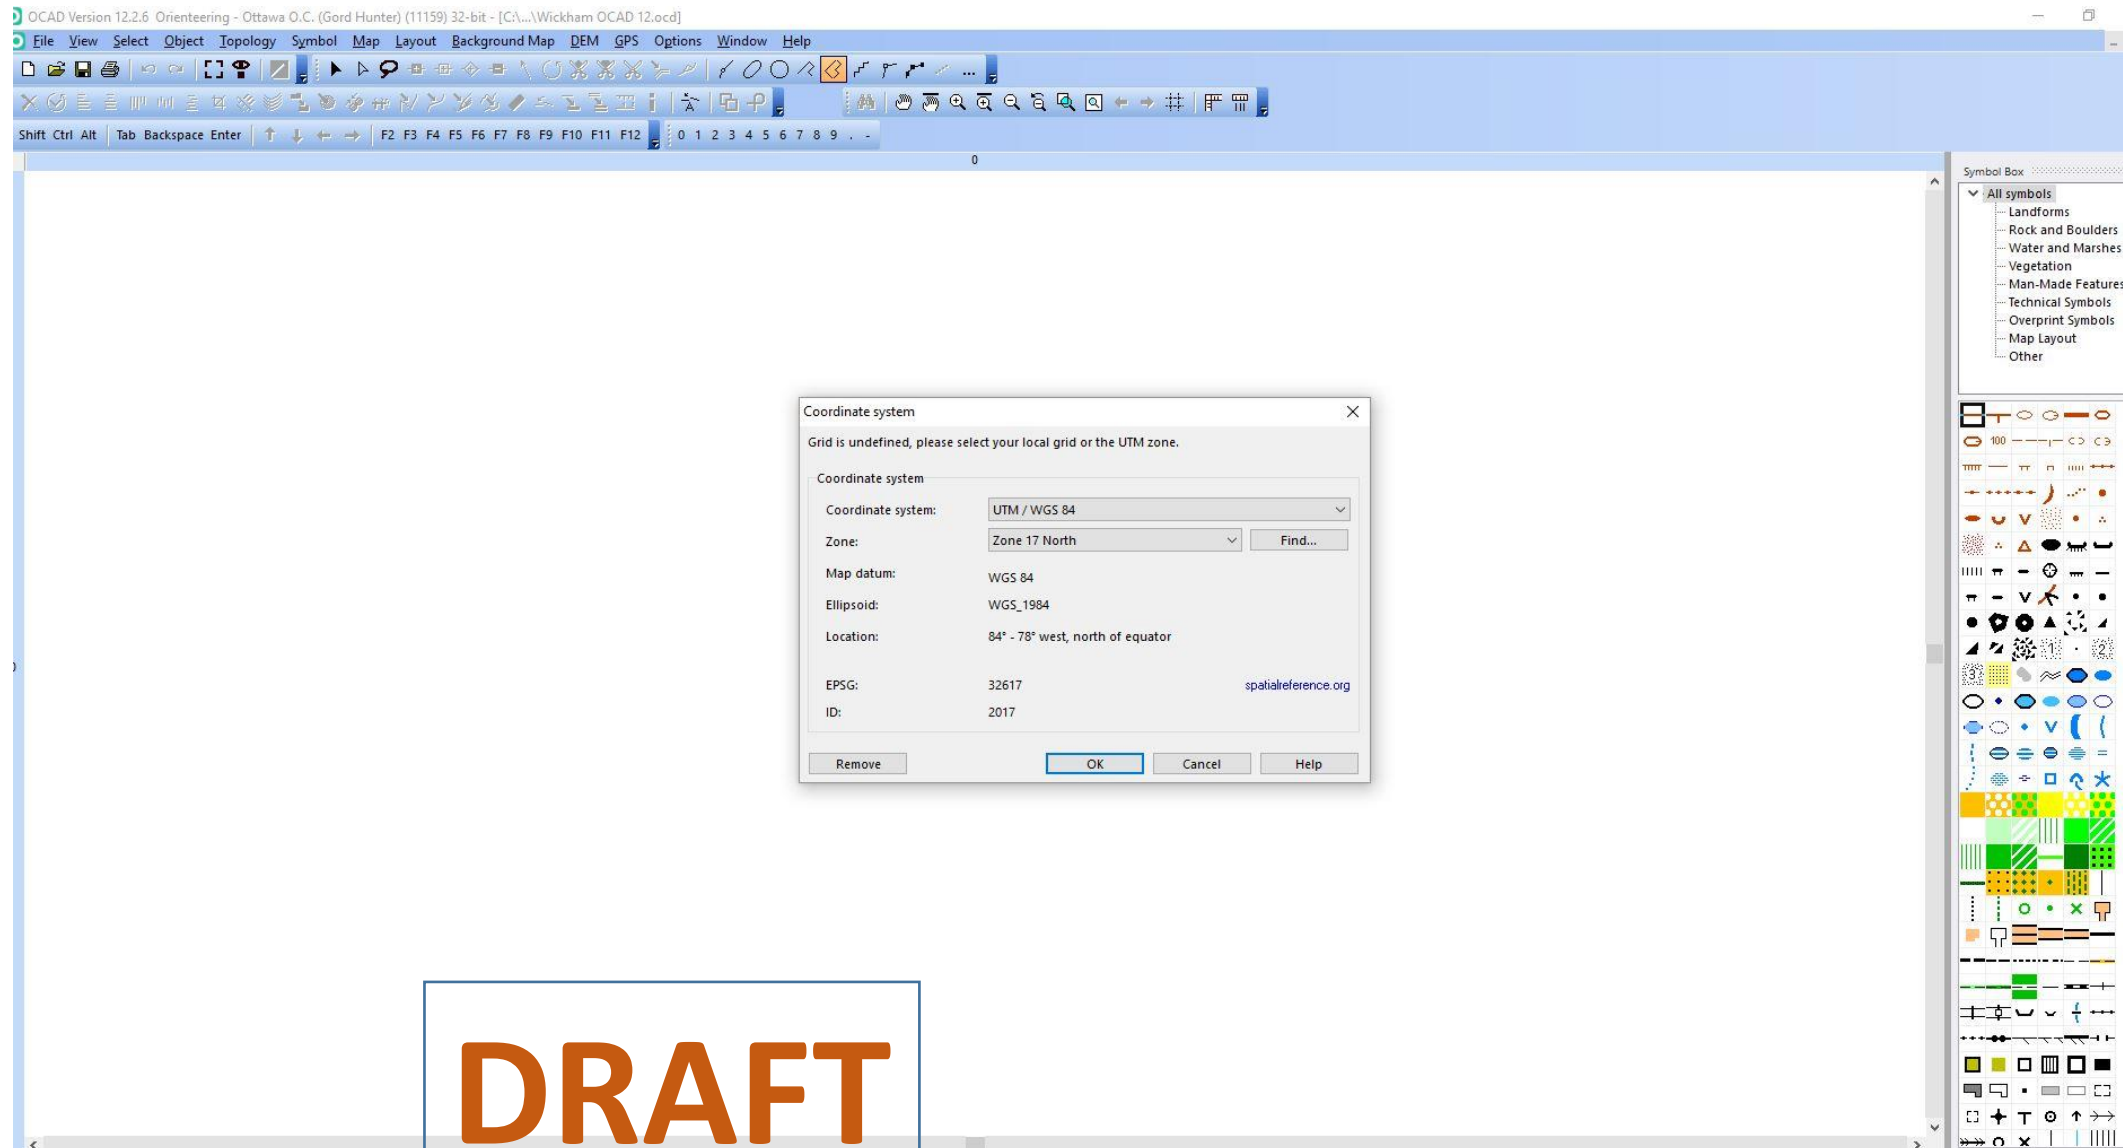 OCAD Version 12.2.6 Orienteering - Ottawa O.C. (Gord Hunter) (11159) 32-bit - [C:\...\Wickham OCAD 12.ocd]
File View Select Object Topology Symbol Map Layout Background Map DEM GPS Options Window Help
Shift Ctrl Alt Tab Backspace Enter F2 F3 F4 F5 F6 F7 F8 F9 F10 F11 F12 0 1 2 3 4 5 6 7 8 9 . -
0
Symbol Box
All symbols
Landforms
Rock and Boulders
Water and Marshes
Vegetation
Man-Made Features
Technical Symbols
Overprint Symbols
Map Layout
Other
Coordinate system
Grid is undefined, please select your local grid or the UTM zone.
Coordinate system
Coordinate system: UTM / WGS 84
Zone: Zone 17 North Find...
Map datum: WGS 84
Ellipsoid: WGS_1984
Location: 84° - 78° west, north of equator
EPSG: 32617 spatialreference.org
ID: 2017
Remove OK Cancel Help
100
1 2
3
DRAFT